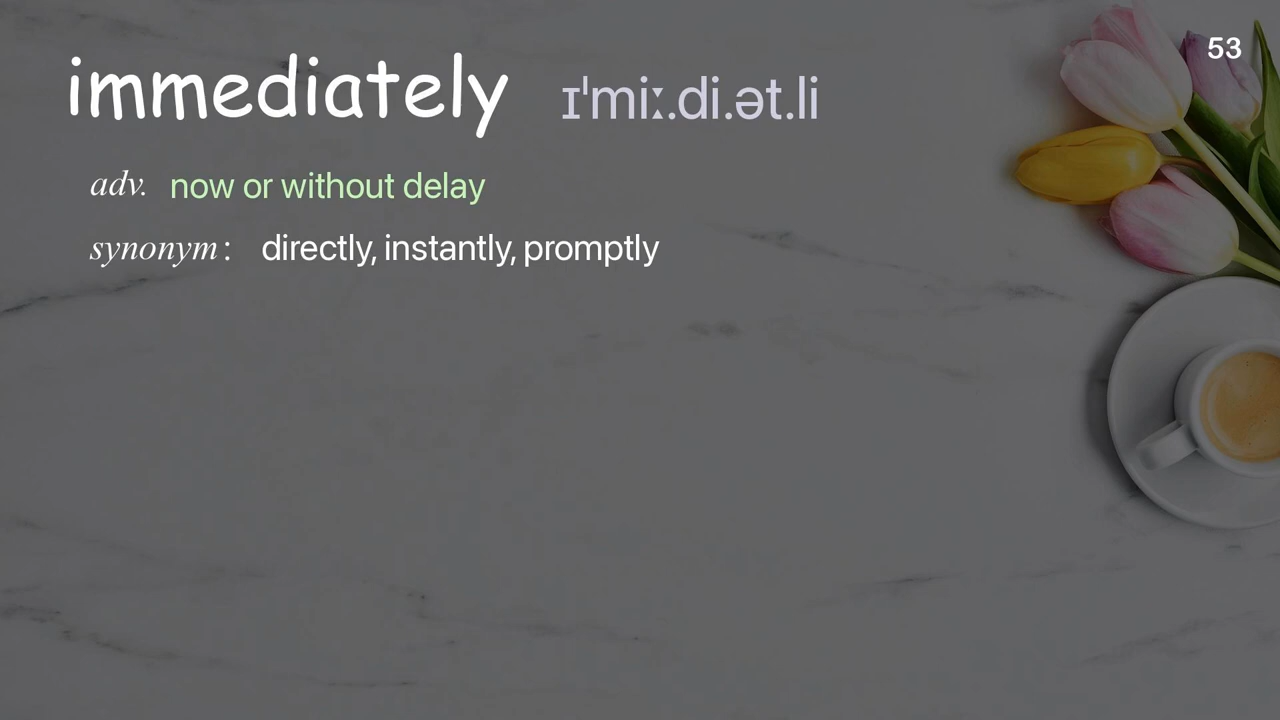 53
immediately ɪˈmiː.di.ət.li
adv. now or without delay
synonym: directly, instantly, promptly